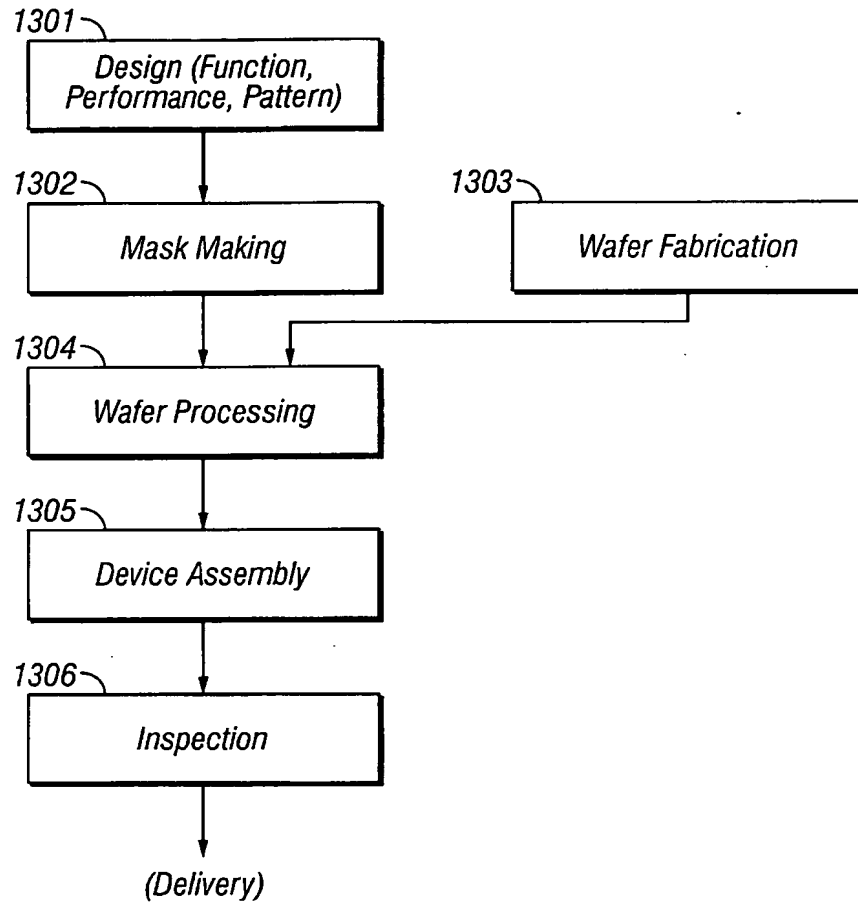 1301
Design (Function,
Performance, Pattern)
1302
Mask Making
1303
Wafer Fabrication
1304
Wafer Processing
1305
Device Assembly
1306
Inspection
(Delivery)